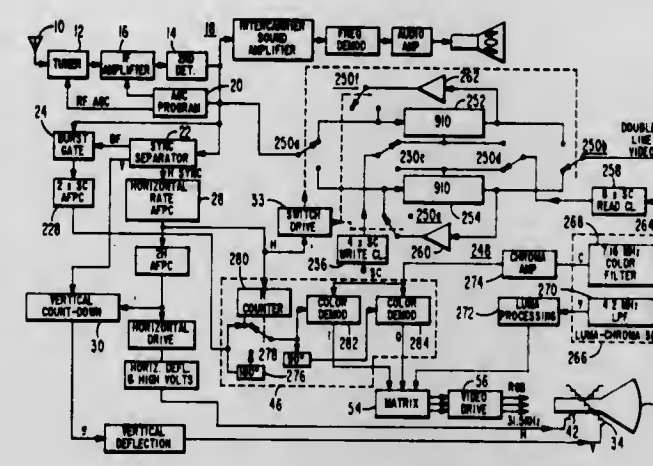 10
12
TUNER
16
IF
AMPLIFIER
14
2ND
DET.
18
INTERCARRIER
SOUND
AMPLIFIER
FREQ
DEMOD
AUDIO
AMP
20
AGC
PROGRAM
RF AGC
24
BURST
GATE
BF
22
SYNC
SEPARATOR
V
H SYNC
2 : SC
AFPC
228
HORIZONTAL
RATE
AFPC
28
2H
AFPC
VERTICAL
COUNT-DOWN
30
HORIZONTAL
DRIVE
HORIZ. DEFL.
& HIGH VOLTS
VERTICAL
DEFLECTION
33
SWITCH
DRIVE
H
250a
250f
262
252
910
250c
250d
910
254
250e
260
4 : SC
WRITE CL
256
SC
250b
DOUBLE
LINE
VIDEO
258
8 : SC
READ CL
264
248
CHROMA
AMP
274
C
268
7.16 MHz
COLOR
FILTER
270
4.2 MHz
LPF
Y
272
LUMA
PROCESSING
LUMA-CHROMA
266
280
COUNTER
COLOR
DEMOD
282
I
COLOR
DEMOD
284
Q
278
90°
180°
276
46
54
MATRIX
56
VIDEO
DRIVE
RGB
31.5KHz
H
42
34
V